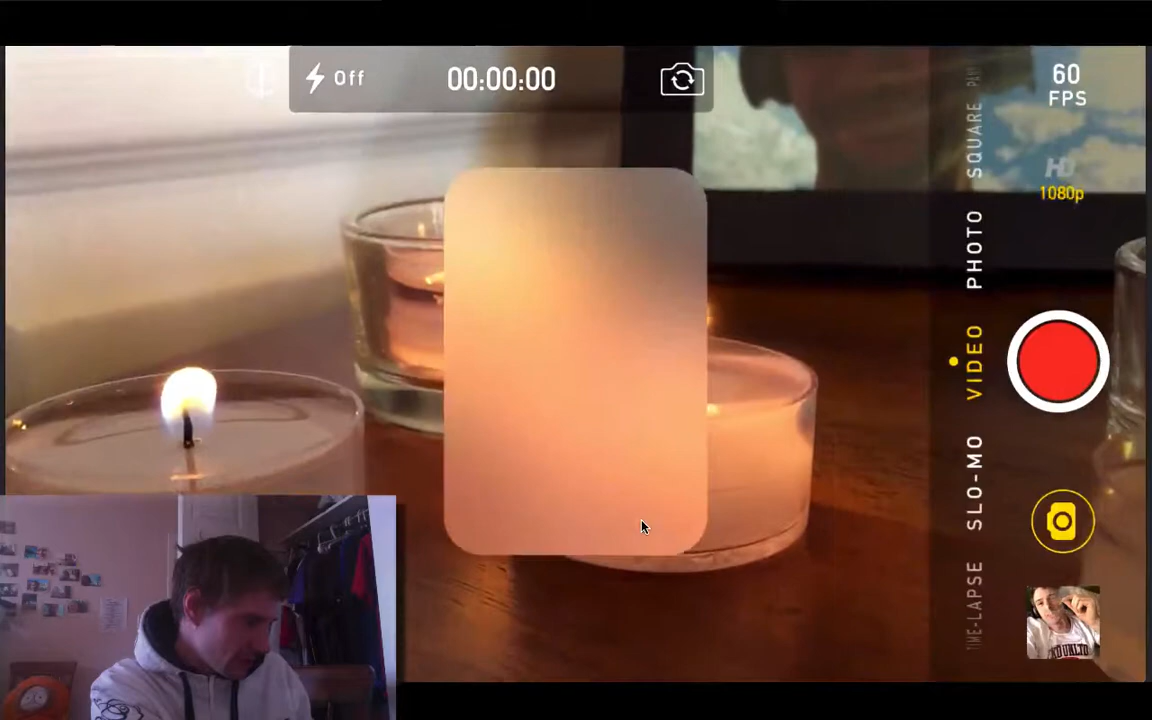 Off
00:00:00
60
FPS
HD
1080p
SQUARE
PHOTO
VIDEO
SLO-MO
TIME-LAPSE